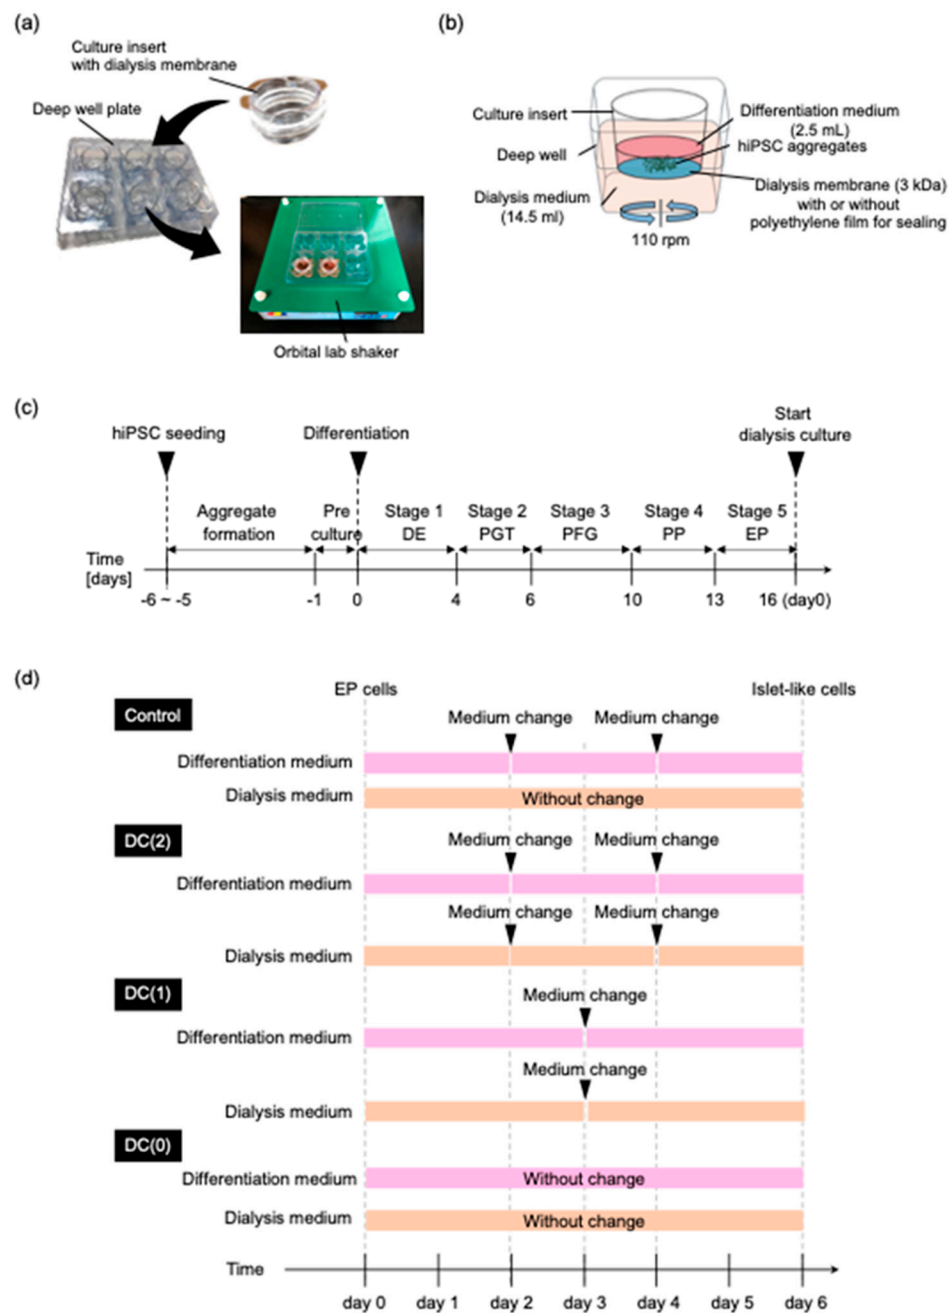 (a)
Culture insert
with dialysis membrane
Deep well plate
Orbital lab shaker
(b)
Culture insert
Deep well
Dialysis medium
(14.5 ml)
Differentiation medium
(2.5 mL)
hiPSC aggregates
Dialysis membrane (3 kDa)
with or without
polyethylene film for sealing
110 rpm
(c)
hiPSC seeding
Differentiation
Start
dialysis culture
Aggregate
formation
Pre
culture
Stage 1
DE
Stage 2
PGT
Stage 3
PFG
Stage 4
PP
Stage 5
EP
Time
[days]
-6 ~ -5
-1
0
4
6
10
13
16 (day0)
(d)
EP cells
Islet-like cells
Control
Medium change
Medium change
Differentiation medium
Dialysis medium
Without change
DC(2)
Medium change
Medium change
Differentiation medium
Medium change
Medium change
Dialysis medium
DC(1)
Medium change
Differentiation medium
Medium change
Dialysis medium
DC(0)
Differentiation medium
Without change
Dialysis medium
Without change
Time
day 0
day 1
day 2
day 3
day 4
day 5
day 6